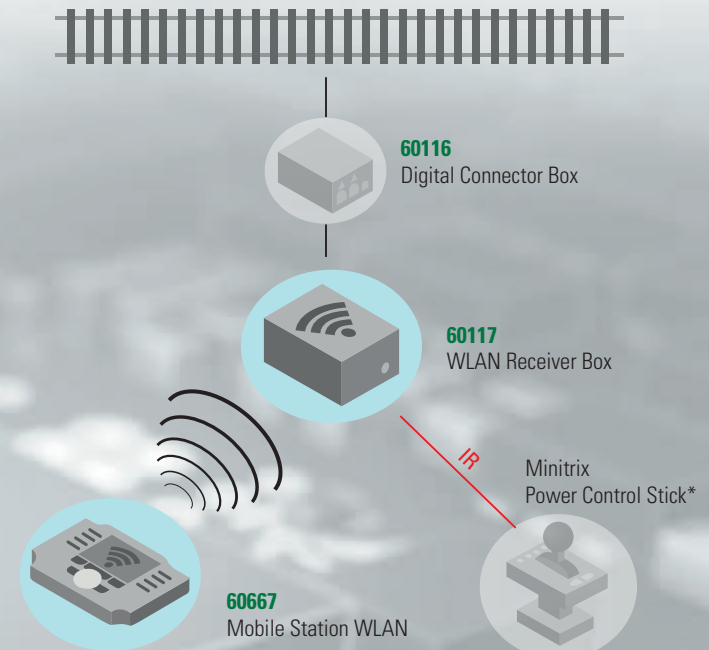 60116
Digital Connector Box
60117
WLAN Receiver Box
IR
Minitrix
Power Control Stick*
60667
Mobile Station WLAN